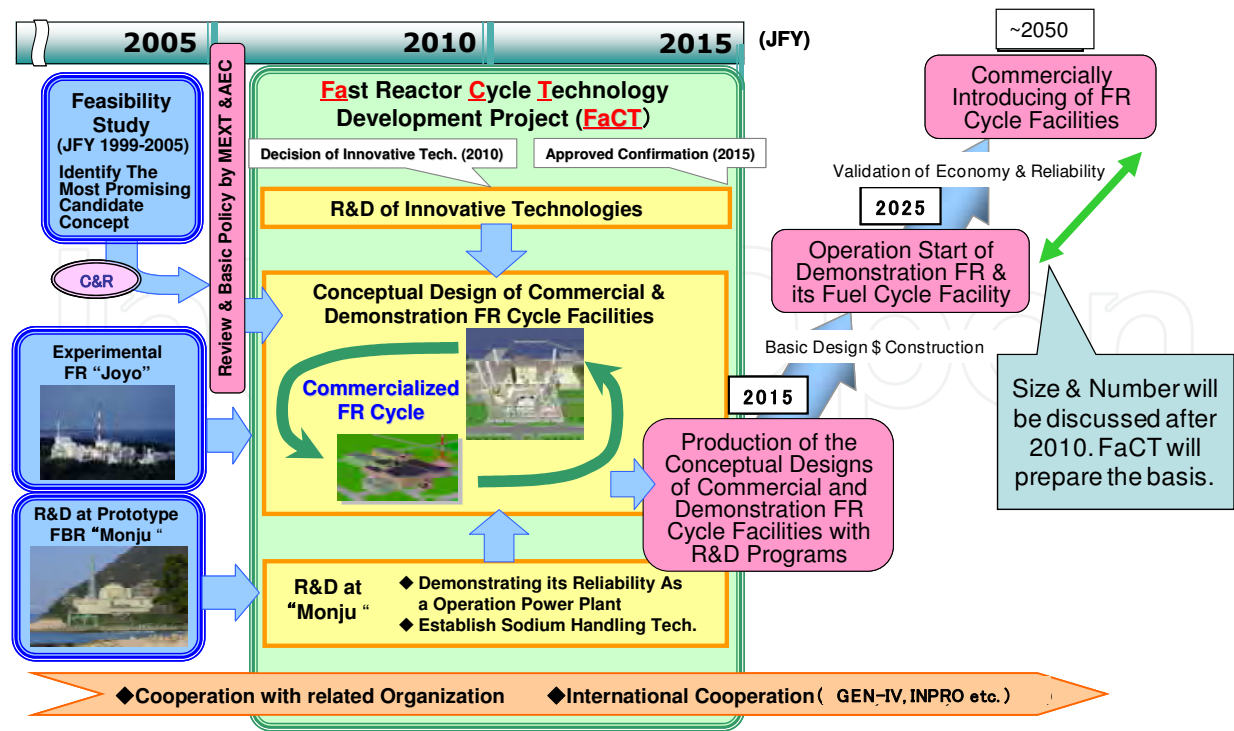 2005
2010
2015
(JFY)
Feasibility
Study
(JFY 1999-2005)
Identify The
Most Promising
Candidate
Concept
C&R
Review & Basic Policy by MEXT &AEC
Experimental
FR “Joyo”
R&D at Prototype
FBR “Monju “
Fast Reactor Cycle Technology
Development Project (FaCT)
Decision of Innovative Tech. (2010)
Approved Confirmation (2015)
R&D of Innovative Technologies
Conceptual Design of Commercial &
Demonstration FR Cycle Facilities
Commercialized
FR Cycle
R&D at
“Monju “
◆ Demonstrating its Reliability As
a Operation Power Plant
◆ Establish Sodium Handling Tech.
2015
Production of the
Conceptual Designs
of Commercial and
Demonstration FR
Cycle Facilities with
R&D Programs
Basic Design $ Construction
2025
Operation Start of
Demonstration FR &
its Fuel Cycle Facility
Validation of Economy & Reliability
~2050
Commercially
Introducing of FR
Cycle Facilities
Size & Number will
be discussed after
2010. FaCT will
prepare the basis.
◆Cooperation with related Organization
◆International Cooperation( GEN-IV, INPRO etc. )